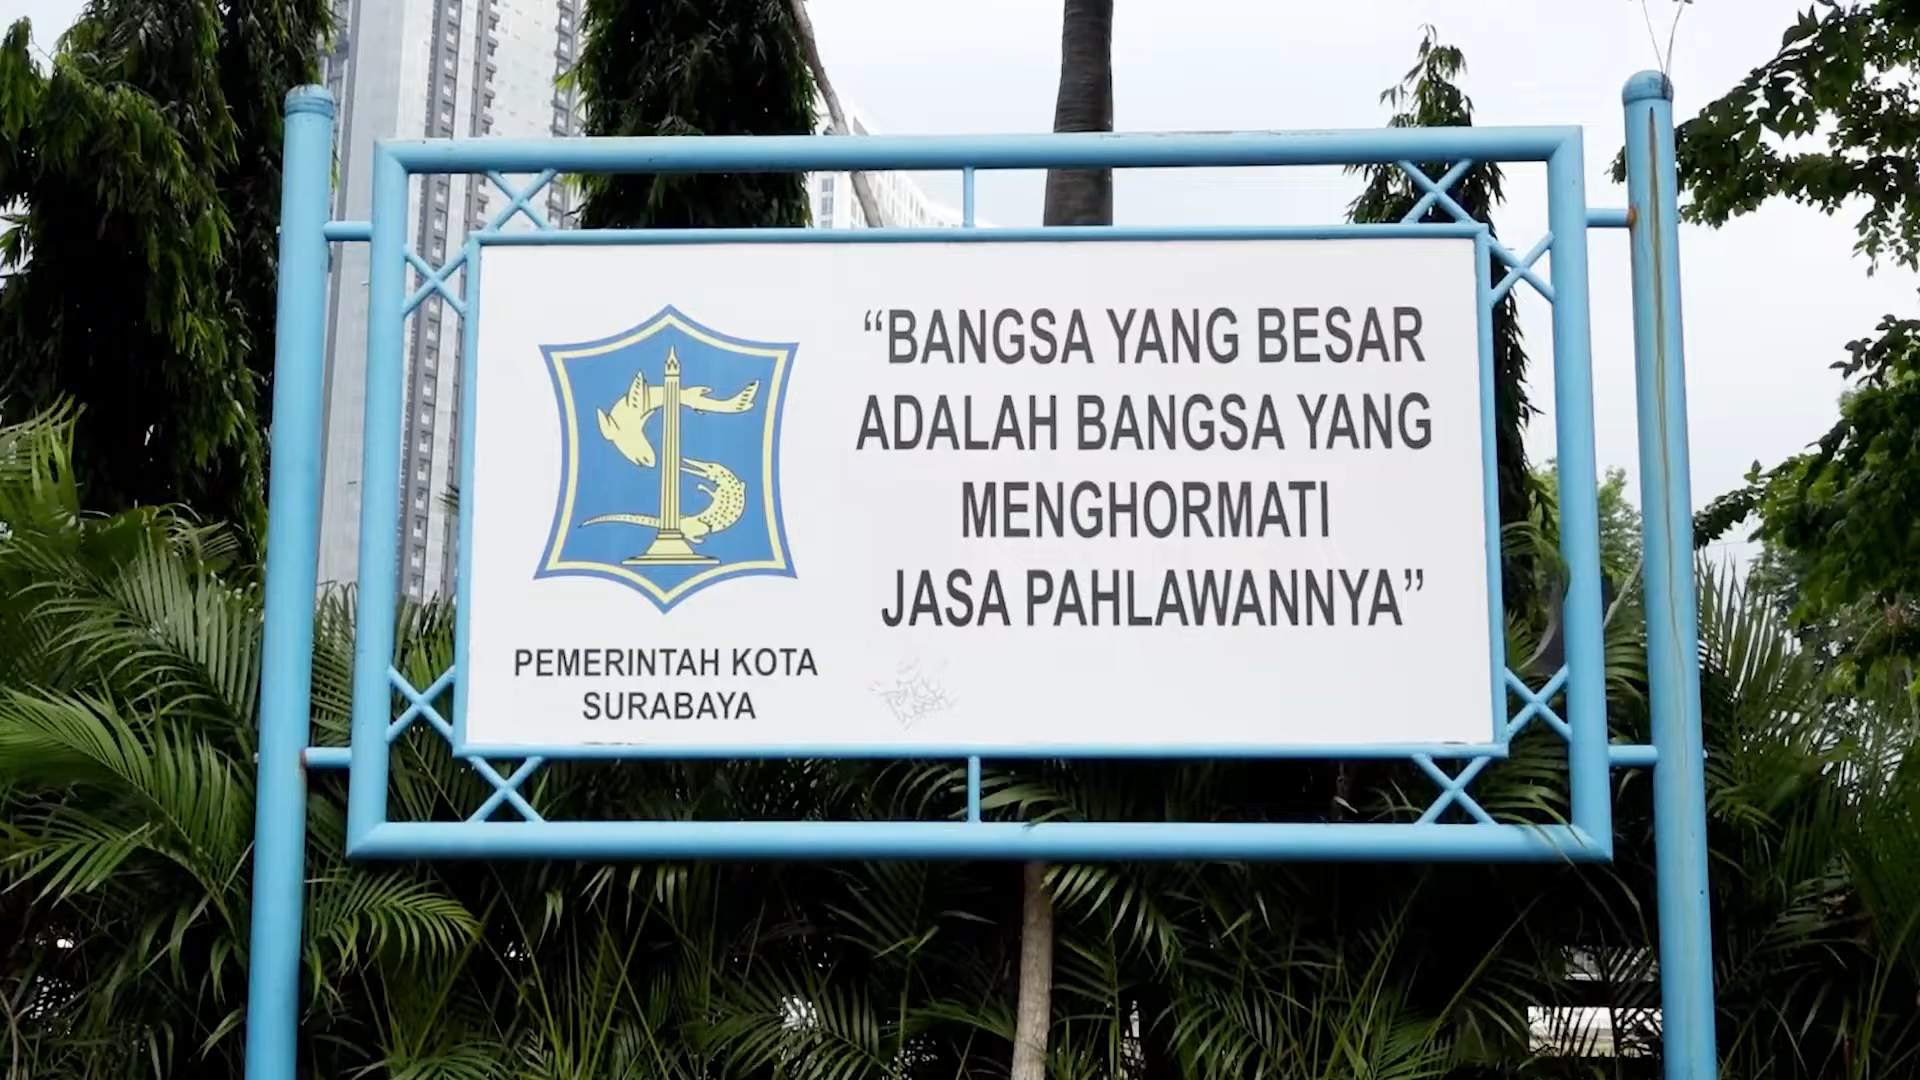 “BANGSA YANG BESAR
ADALAH BANGSA YANG
MENGHORMATI
JASA PAHLAWANNYA”
PEMERINTAH KOTA
SURABAYA